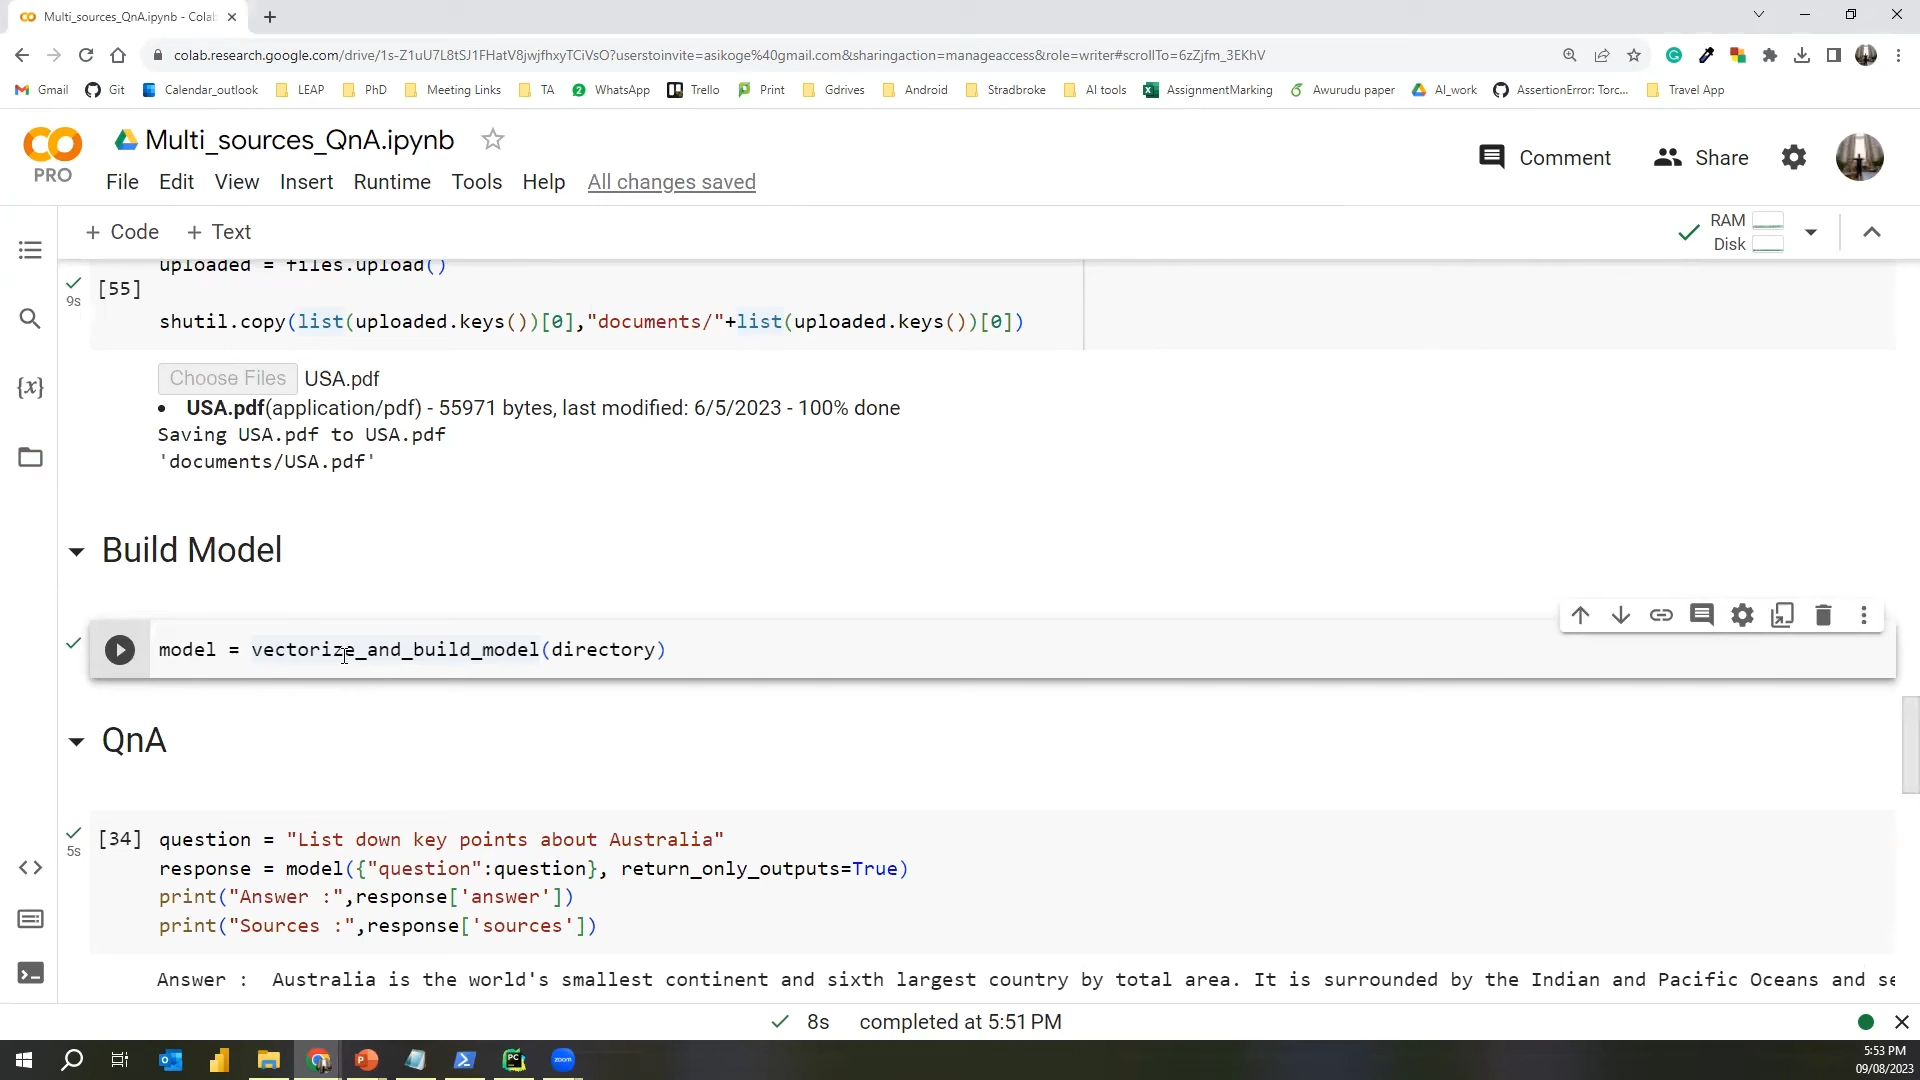 Multi_sources_QnA.ipynb - Colab
colab.research.google.com/drive/1s-Z1uU7L8tSJ1FHatV8jwjfhxyTCiVsO?userstoinvite=asikoge%40gmail.com&sharingaction=manageaccess&role=writer#scrollTo=6zZjfm_3EKhV
Gmail Git Calendar_outlook LEAP PhD Meeting Links TA WhatsApp Trello Print Gdrives Android Stradbroke AI tools AssignmentMarking Awurudu paper AI_work AssertionError: Torc... Travel App
Multi_sources_QnA.ipynb
PRO
Comment Share
File Edit View Insert Runtime Tools Help All changes saved
+ Code + Text
RAM
Disk
uploaded = files.upload()
9s [55]
shutil.copy(list(uploaded.keys())[0],"documents/"+list(uploaded.keys())[0])
Choose Files USA.pdf
• USA.pdf(application/pdf) - 55971 bytes, last modified: 6/5/2023 - 100% done
Saving USA.pdf to USA.pdf
'documents/USA.pdf'
Build Model
model = vectorize_and_build_model(directory)
QnA
[34] question = "List down key points about Australia"
5s
response = model({"question":question}, return_only_outputs=True)
print("Answer :",response['answer'])
print("Sources :",response['sources'])
Answer :  Australia is the world's smallest continent and sixth largest country by total area. It is surrounded by the Indian and Pacific Oceans and se
8s completed at 5:51 PM
5:53 PM
09/08/2023